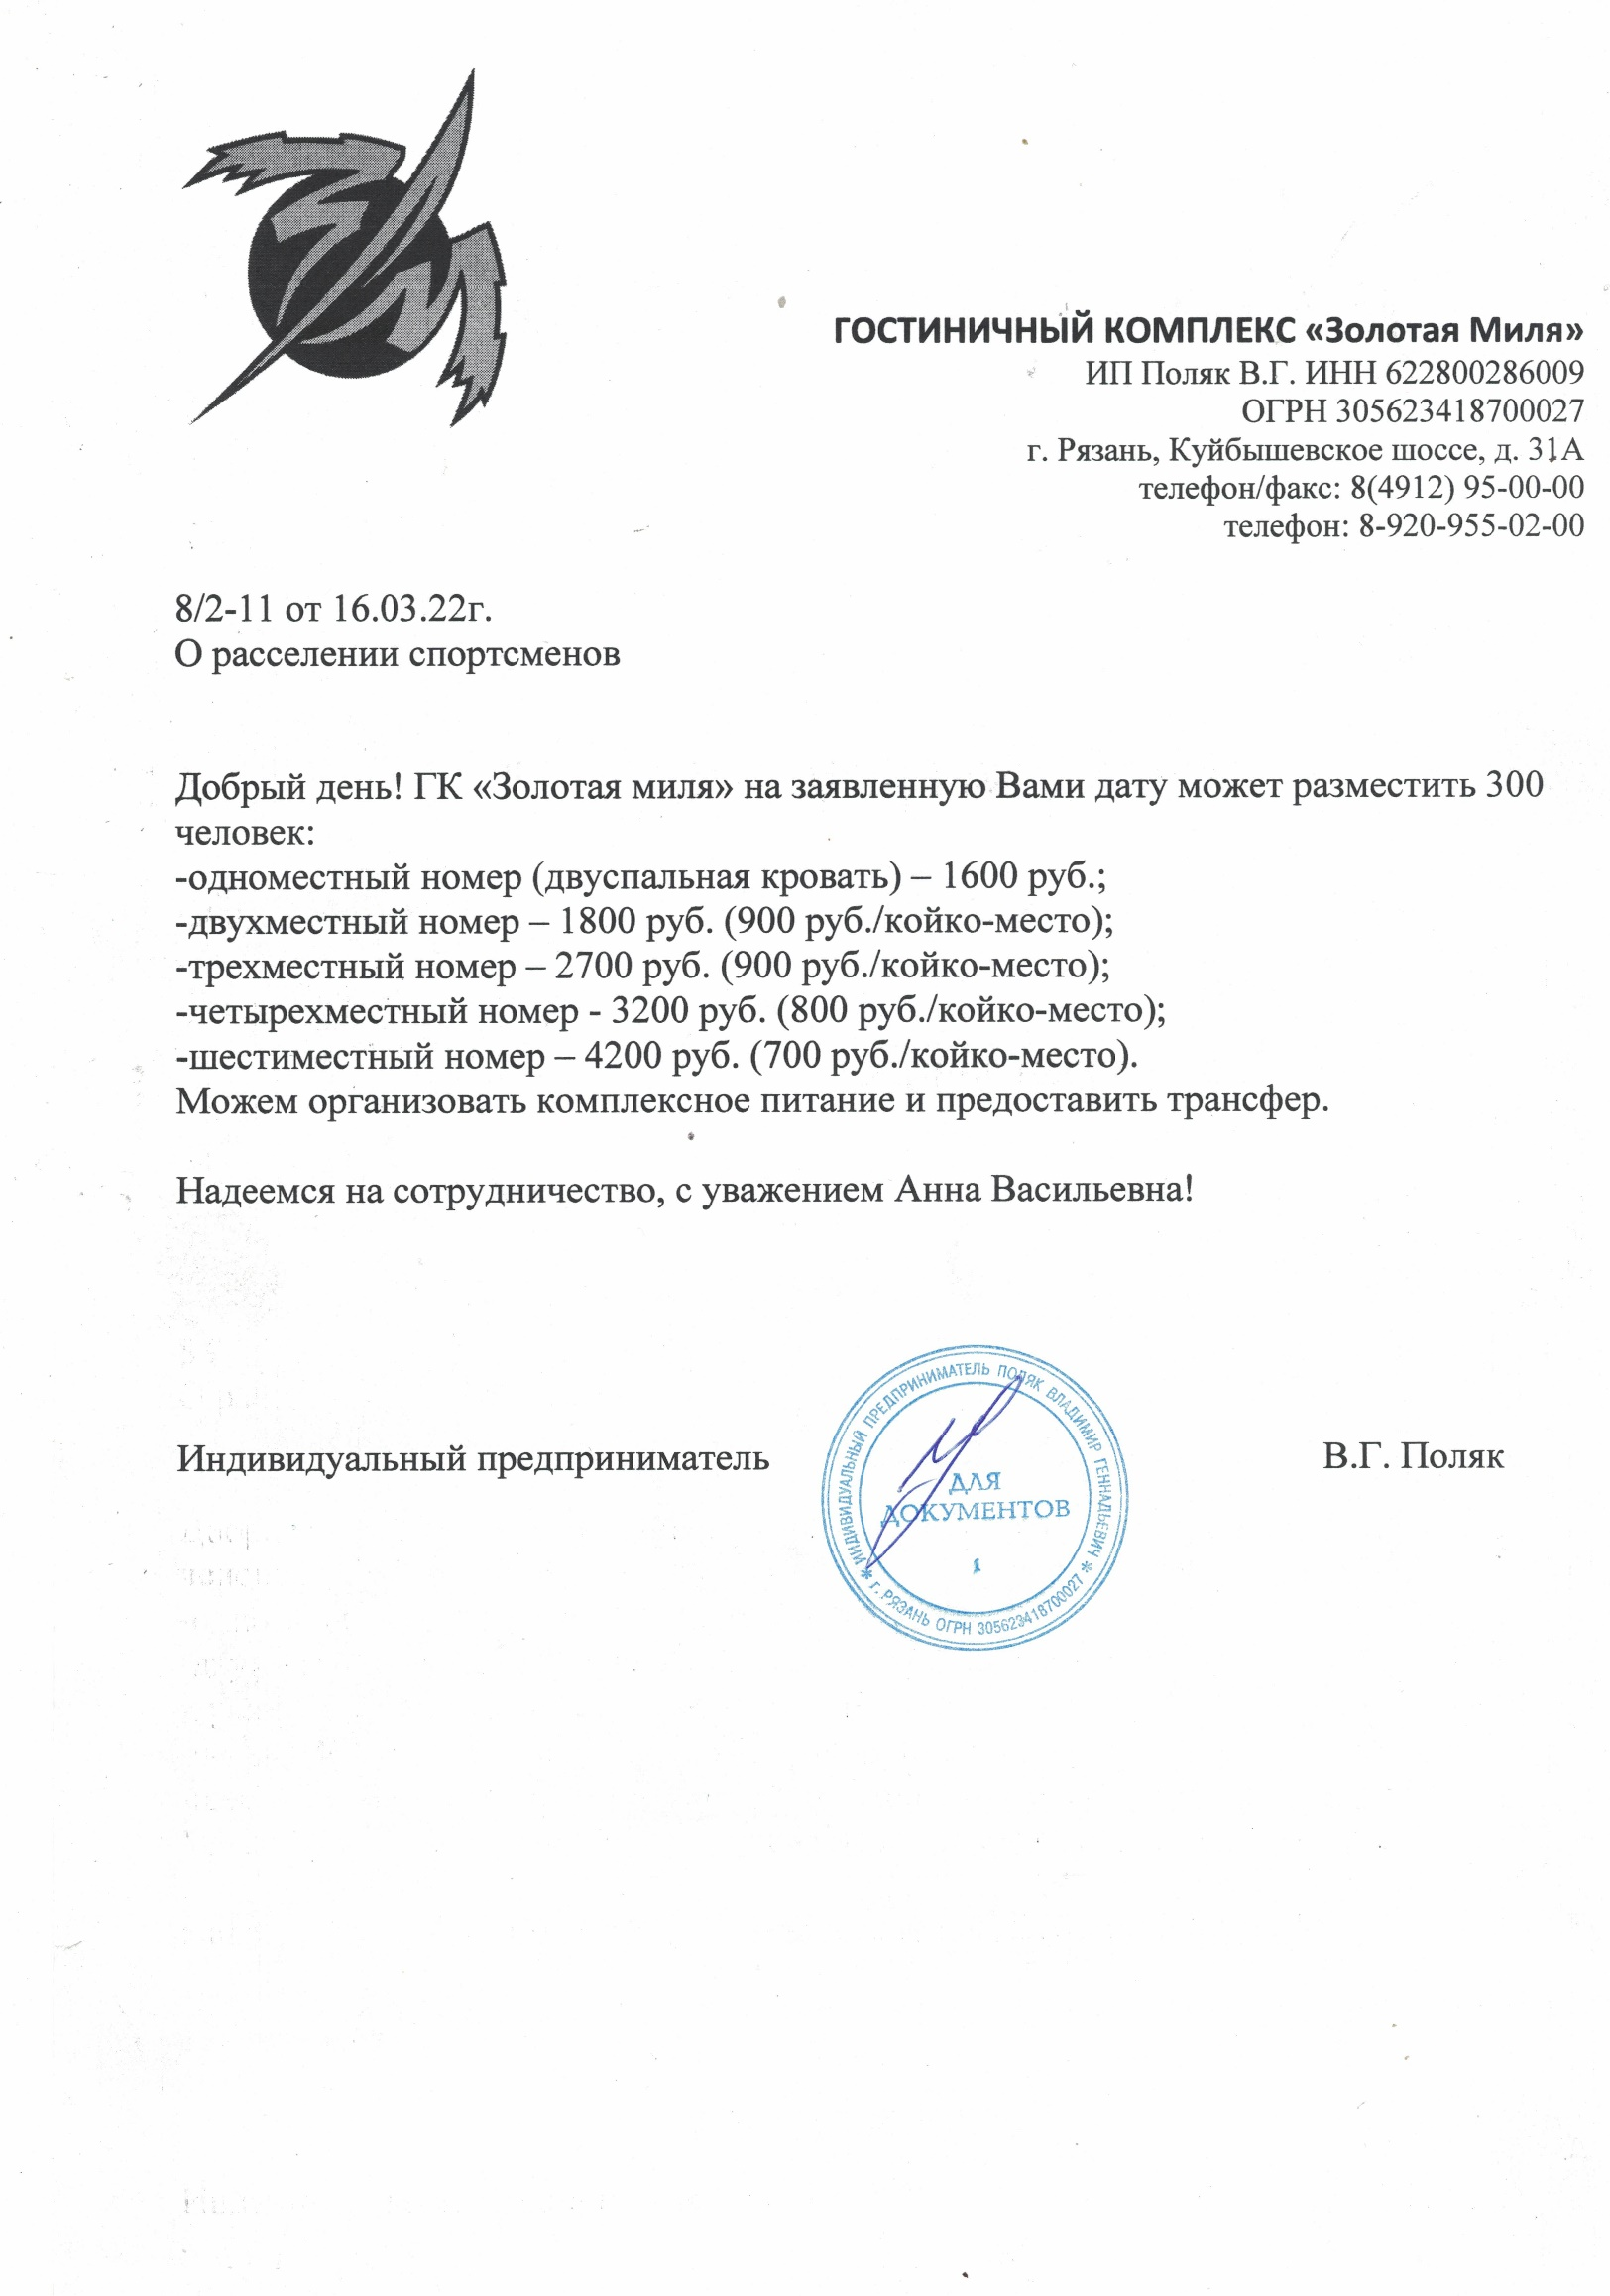 ЗМ
ГОСТИНИЧНЫЙ КОМПЛЕКС «Золотая Миля»
ИП Поляк В.Г. ИНН 622800286009
ОГРН 305623418700027
г. Рязань, Куйбышевское шоссе, д. 31А
телефон/факс: 8(4912) 95-00-00
телефон: 8-920-955-02-00
8/2-11 от 16.03.22г.
О расселении спортсменов
Добрый день! ГК «Золотая миля» на заявленную Вами дату может разместить 300
человек:
-одноместный номер (двуспальная кровать) – 1600 руб.;
-двухместный номер – 1800 руб. (900 руб./койко-место);
-трехместный номер – 2700 руб. (900 руб./койко-место);
-четырехместный номер - 3200 руб. (800 руб./койко-место);
-шестиместный номер – 4200 руб. (700 руб./койко-место).
Можем организовать комплексное питание и предоставить трансфер.
Надеемся на сотрудничество, с уважением Анна Васильевна!
Индивидуальный предприниматель
В.Г. Поляк
ИНДИВИДУАЛЬНЫЙ ПРЕДПРИНИМАТЕЛЬ ПОЛЯК ВЛАДИМИР ГЕННАДЬЕВИЧ
* г. РЯЗАНЬ ОГРН 305623418700027 *
ДЛЯ
ДОКУМЕНТОВ
1